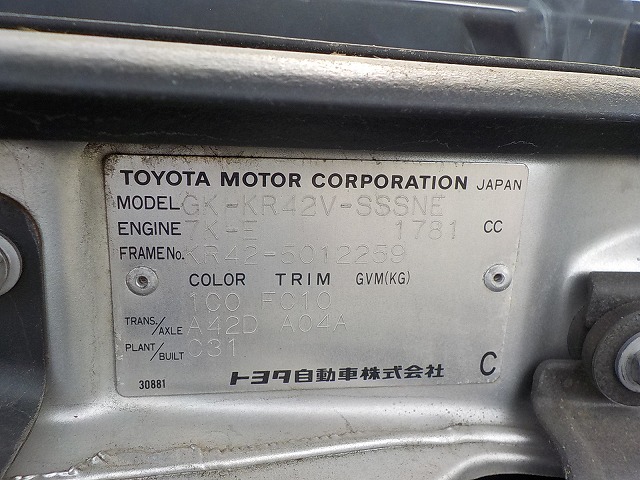 TOYOTA MOTOR CORPORATION JAPAN
MODEL GK-KR42V-SSSNE
ENGINE 7K-E 1781 CC
FRAME No. KR42-5012259
COLOR TRIM GVM(KG)
1C0 FC10
TRANS./AXLE A42D A04A
PLANT/BUILT C31
30881 トヨタ自動車株式会社 C